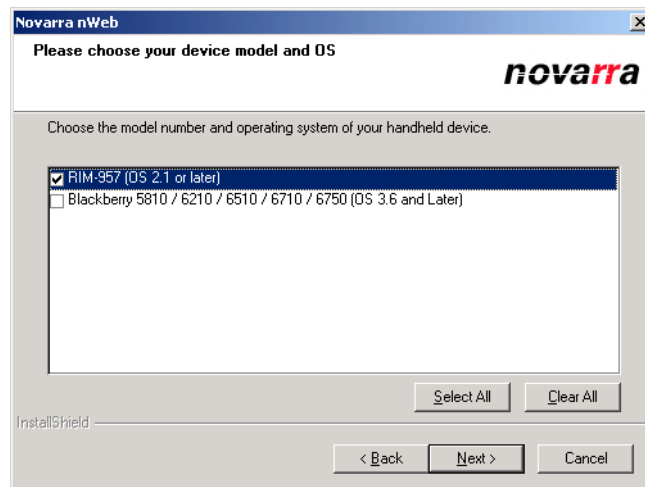 Novarra nWeb
Please choose your device model and OS
novarra
Choose the model number and operating system of your handheld device.
RIM-957 (OS 2.1 or later)
Blackberry 5810 / 6210 / 6510 / 6710 / 6750 (OS 3.6 and Later)
Select All Clear All
InstallShield
< Back Next > Cancel